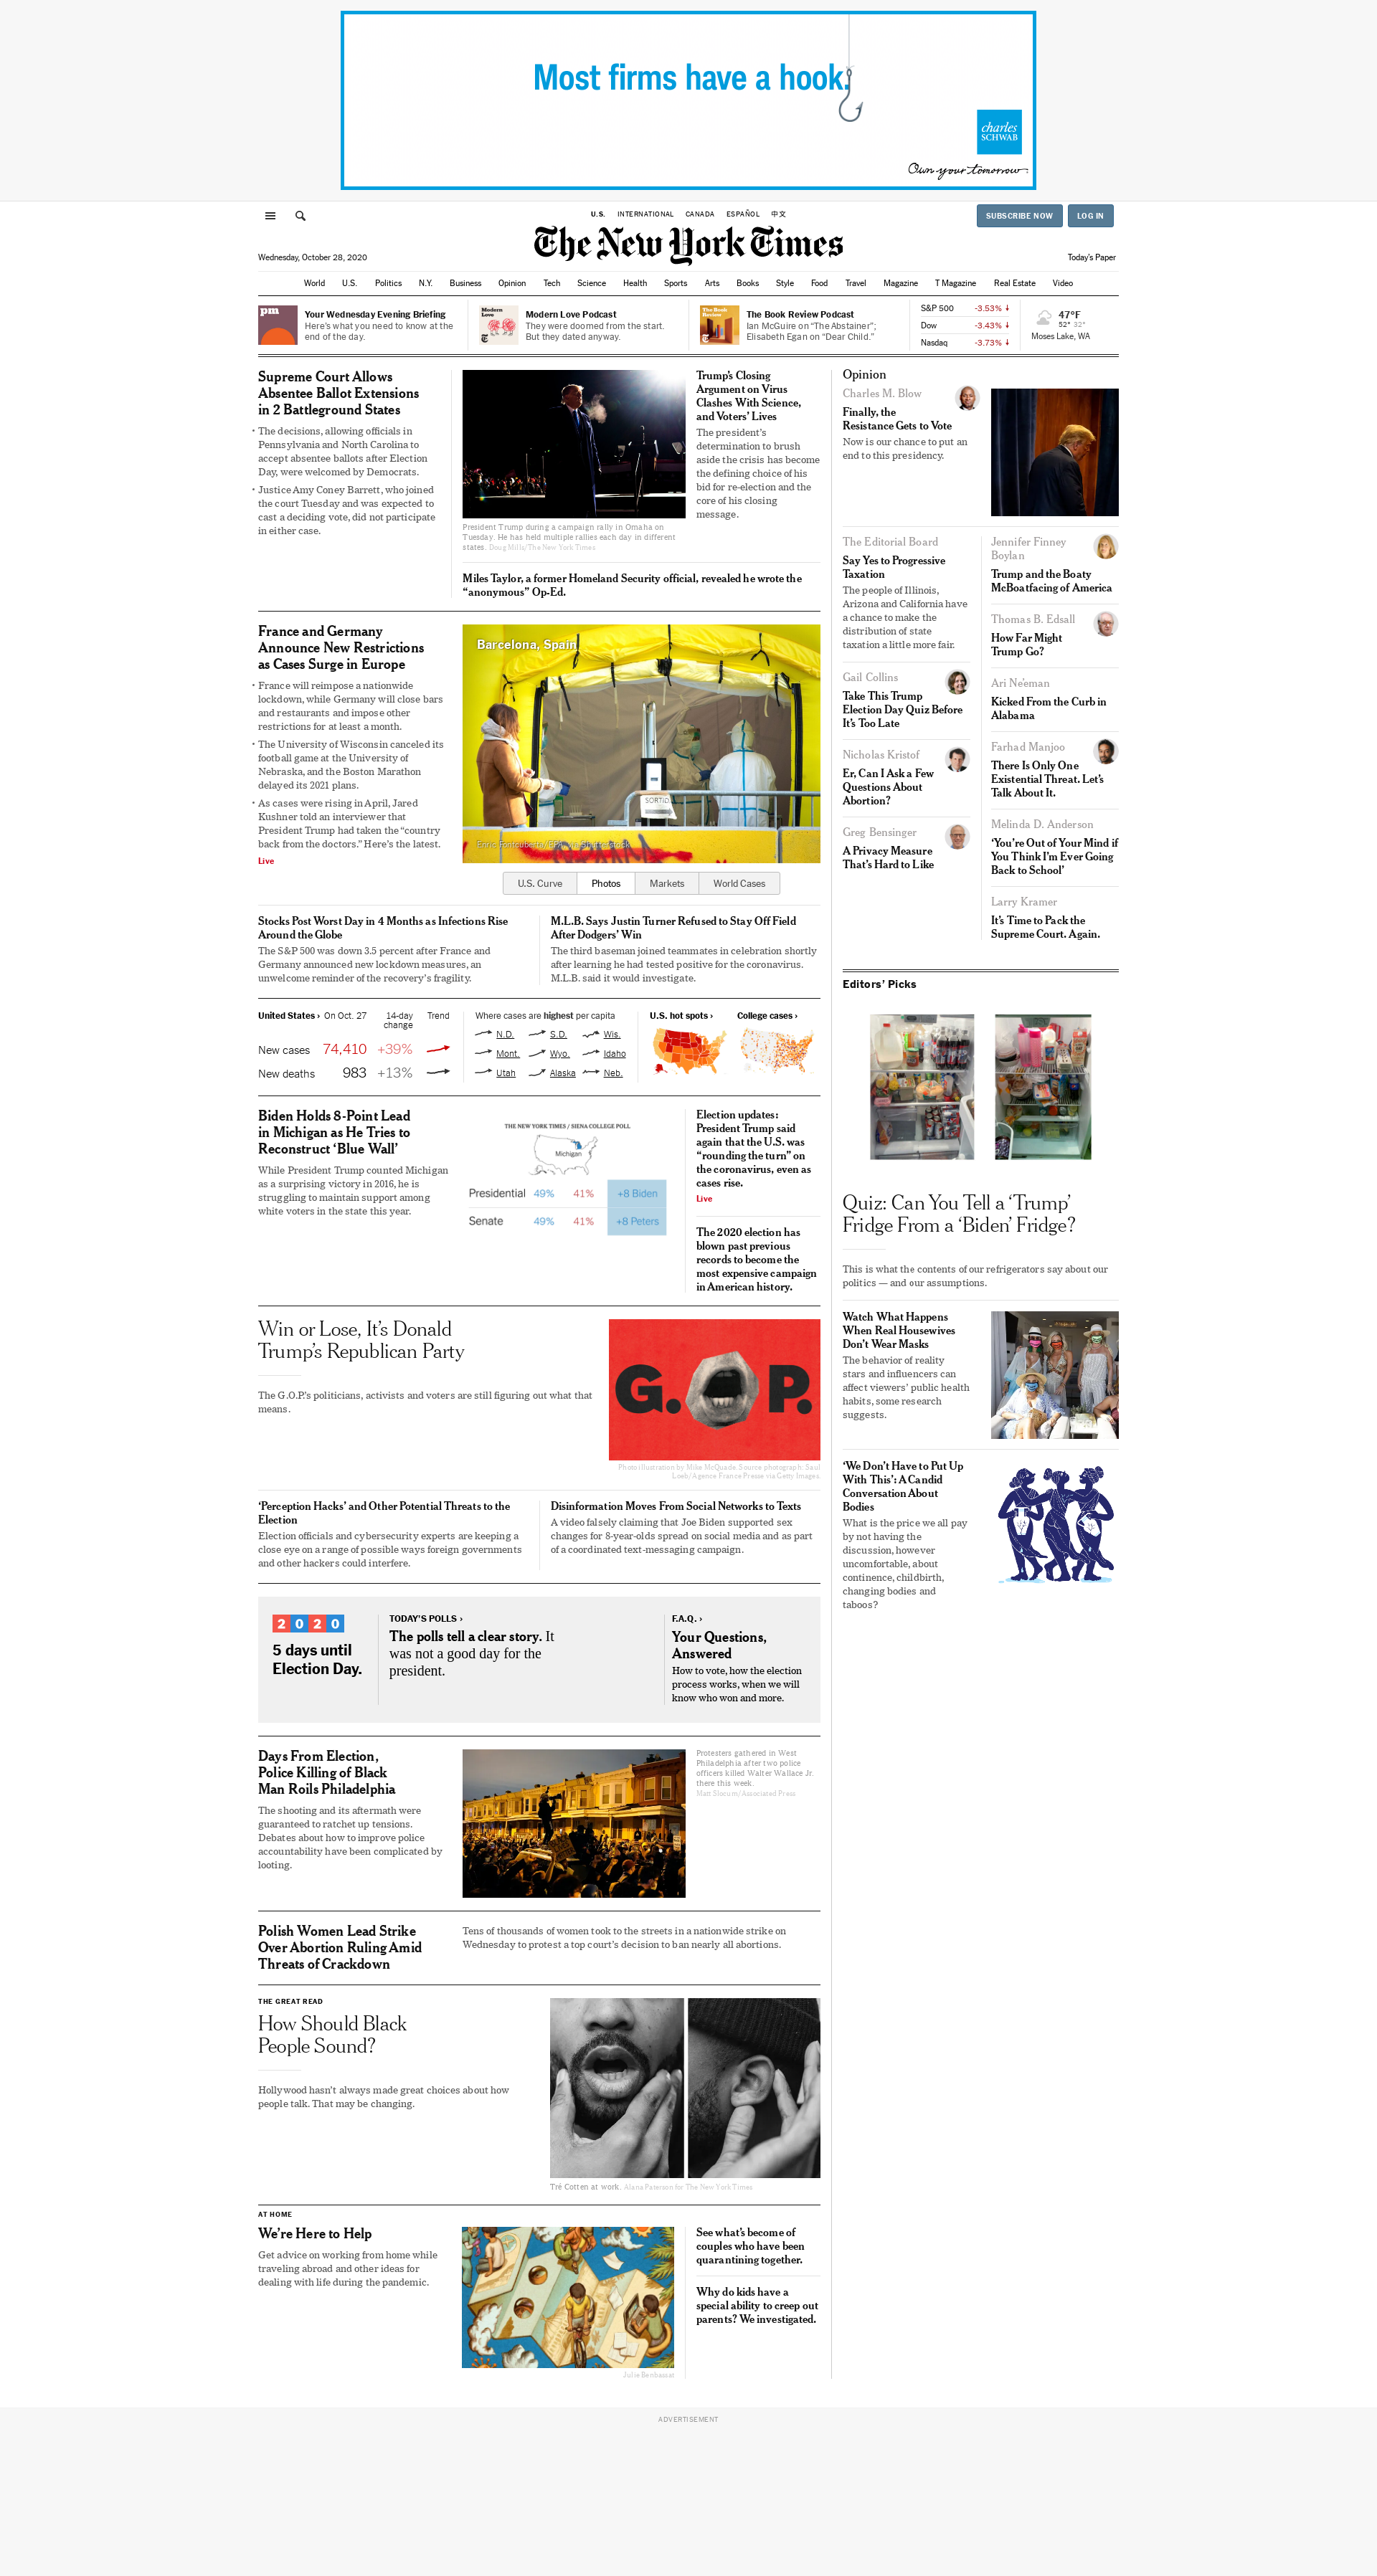 Most firms have a hook.
charles
SCHWAB
Own your tomorrow.
U.S. INTERNATIONAL CANADA ESPAÑOL 中文
SUBSCRIBE NOW LOG IN
The New York Times
Wednesday, October 28, 2020
Today's Paper
World U.S. Politics N.Y. Business Opinion Tech Science Health Sports Arts Books Style Food Travel Magazine T Magazine Real Estate Video
pm
Your Wednesday Evening Briefing
Here's what you need to know at the
end of the day.
Modern
Love
Modern Love Podcast
They were doomed from the start.
But they dated anyway.
The Book
Review
The Book Review Podcast
Ian McGuire on "The Abstainer";
Elisabeth Egan on "Dear Child."
S&P 500 -3.53%
Dow -3.43%
Nasdaq -3.73%
47°F
52° 32°
Moses Lake, WA
Supreme Court Allows
Absentee Ballot Extensions
in 2 Battleground States
• The decisions, allowing officials in
Pennsylvania and North Carolina to
accept absentee ballots after Election
Day, were welcomed by Democrats.
• Justice Amy Coney Barrett, who joined
the court Tuesday and was expected to
cast a deciding vote, did not participate
in either case.
President Trump during a campaign rally in Omaha on
Tuesday. He has held multiple rallies each day in different
states. Doug Mills/The New York Times
Trump's Closing
Argument on Virus
Clashes With Science,
and Voters' Lives
The president's
determination to brush
aside the crisis has become
the defining choice of his
bid for re-election and the
core of his closing
message.
Miles Taylor, a former Homeland Security official, revealed he wrote the
“anonymous” Op-Ed.
France and Germany
Announce New Restrictions
as Cases Surge in Europe
• France will reimpose a nationwide
lockdown, while Germany will close bars
and restaurants and impose other
restrictions for at least a month.
• The University of Wisconsin canceled its
football game at the University of
Nebraska, and the Boston Marathon
delayed its 2021 plans.
• As cases were rising in April, Jared
Kushner told an interviewer that
President Trump had taken the “country
back from the doctors.” Here's the latest.
Live
Barcelona, Spain
SORTID
Enric Fontcuberta/EPA, via Shutterstock
U.S. Curve Photos Markets World Cases
Stocks Post Worst Day in 4 Months as Infections Rise
Around the Globe
The S&P 500 was down 3.5 percent after France and
Germany announced new lockdown measures, an
unwelcome reminder of the recovery's fragility.
M.L.B. Says Justin Turner Refused to Stay Off Field
After Dodgers' Win
The third baseman joined teammates in celebration shortly
after learning he had tested positive for the coronavirus.
M.L.B. said it would investigate.
United States › On Oct. 27 14-day
change Trend
New cases 74,410 +39%
New deaths 983 +13%
Where cases are highest per capita
N.D. S.D. Wis.
Mont. Wyo. Idaho
Utah Alaska Neb.
U.S. hot spots › College cases ›
Biden Holds 8-Point Lead
in Michigan as He Tries to
Reconstruct ‘Blue Wall’
While President Trump counted Michigan
as a surprising victory in 2016, he is
struggling to maintain support among
white voters in the state this year.
THE NEW YORK TIMES / SIENA COLLEGE POLL
Michigan
Presidential 49% 41% +8 Biden
Senate 49% 41% +8 Peters
Election updates:
President Trump said
again that the U.S. was
“rounding the turn” on
the coronavirus, even as
cases rise.
Live
The 2020 election has
blown past previous
records to become the
most expensive campaign
in American history.
Win or Lose, It's Donald
Trump's Republican Party
The G.O.P.'s politicians, activists and voters are still figuring out what that
means.
G.O.P.
Photo illustration by Mike McQuade. Source photograph: Saul
Loeb/Agence France Presse via Getty Images.
‘Perception Hacks’ and Other Potential Threats to the
Election
Election officials and cybersecurity experts are keeping a
close eye on a range of possible ways foreign governments
and other hackers could interfere.
Disinformation Moves From Social Networks to Texts
A video falsely claiming that Joe Biden supported sex
changes for 8-year-olds spread on social media and as part
of a coordinated text-messaging campaign.
2020
5 days until
Election Day.
TODAY'S POLLS ›
The polls tell a clear story. It
was not a good day for the
president.
F.A.Q. ›
Your Questions,
Answered
How to vote, how the election
process works, when we will
know who won and more.
Days From Election,
Police Killing of Black
Man Roils Philadelphia
The shooting and its aftermath were
guaranteed to ratchet up tensions.
Debates about how to improve police
accountability have been complicated by
looting.
Protesters gathered in West
Philadelphia after two police
officers killed Walter Wallace Jr.
there this week.
Matt Slocum/Associated Press
Polish Women Lead Strike
Over Abortion Ruling Amid
Threats of Crackdown
Tens of thousands of women took to the streets in a nationwide strike on
Wednesday to protest a top court's decision to ban nearly all abortions.
THE GREAT READ
How Should Black
People Sound?
Hollywood hasn't always made great choices about how
people talk. That may be changing.
Tré Cotten at work. Alana Paterson for The New York Times
AT HOME
We're Here to Help
Get advice on working from home while
traveling abroad and other ideas for
dealing with life during the pandemic.
Julie Benbassat
See what's become of
couples who have been
quarantining together.
Why do kids have a
special ability to creep out
parents? We investigated.
Opinion
Charles M. Blow
Finally, the
Resistance Gets to Vote
Now is our chance to put an
end to this presidency.
The Editorial Board
Say Yes to Progressive
Taxation
The people of Illinois,
Arizona and California have
a chance to make the
distribution of state
taxation a little more fair.
Gail Collins
Take This Trump
Election Day Quiz Before
It's Too Late
Nicholas Kristof
Er, Can I Ask a Few
Questions About
Abortion?
Greg Bensinger
A Privacy Measure
That's Hard to Like
Jennifer Finney
Boylan
Trump and the Boaty
McBoatfacing of America
Thomas B. Edsall
How Far Might
Trump Go?
Ari Ne'eman
Kicked From the Curb in
Alabama
Farhad Manjoo
There Is Only One
Existential Threat. Let's
Talk About It.
Melinda D. Anderson
‘You're Out of Your Mind if
You Think I'm Ever Going
Back to School’
Larry Kramer
It's Time to Pack the
Supreme Court. Again.
Editors' Picks
Quiz: Can You Tell a ‘Trump’
Fridge From a ‘Biden’ Fridge?
This is what the contents of our refrigerators say about our
politics — and our assumptions.
Watch What Happens
When Real Housewives
Don't Wear Masks
The behavior of reality
stars and influencers can
affect viewers' public health
habits, some research
suggests.
‘We Don't Have to Put Up
With This’: A Candid
Conversation About
Bodies
What is the price we all pay
by not having the
discussion, however
uncomfortable, about
continence, childbirth,
changing bodies and
taboos?
ADVERTISEMENT